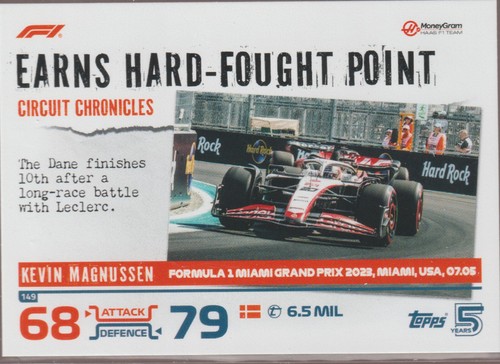 F1
MoneyGram
HAAS F1 TEAM
EARNS HARD-FOUGHT POINT
CIRCUIT CHRONICLES
The Dane finishes
10th after a
long-race battle
with Leclerc.
Hard Rock
Hard Rock
KEVIN MAGNUSSEN
FORMULA 1 MIAMI GRAND PRIX 2023, MIAMI, USA, 07.05
149
68 ATTACK
DEFENCE 79
6.5 MIL
topps 5 YEARS